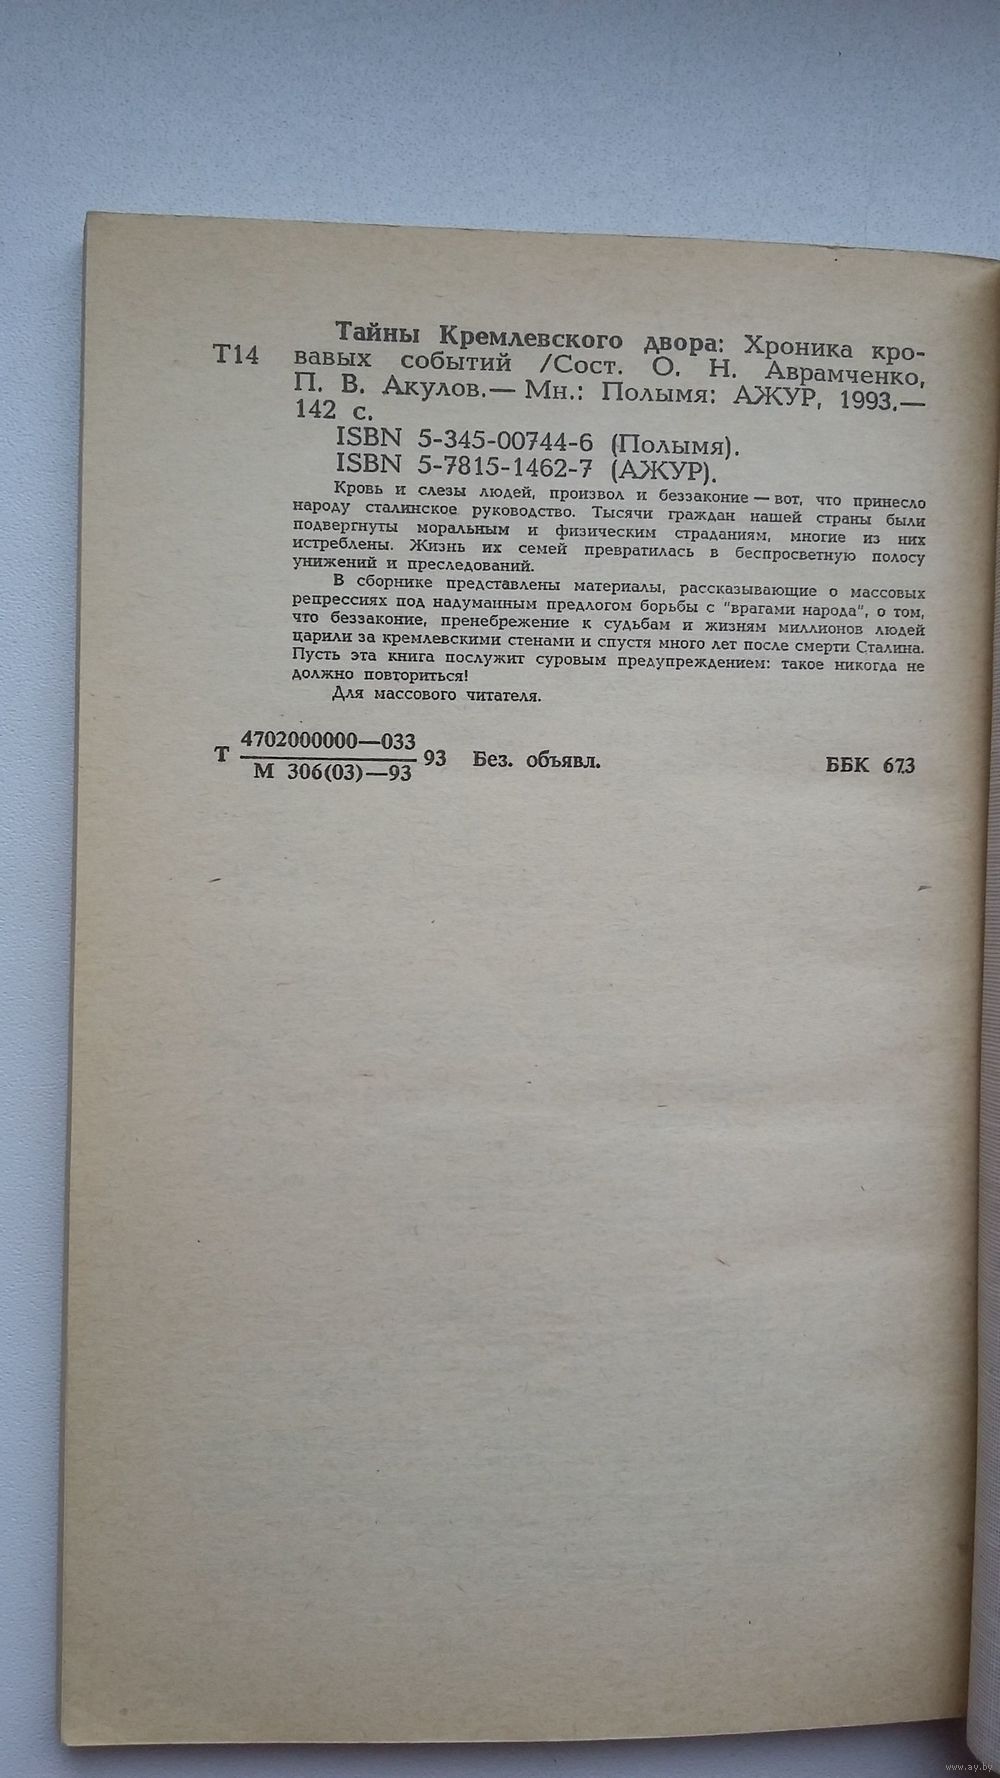 Тайны Кремлевского двора: Хроника кро-
Т14 вавых событий /Сост. О. Н. Аврамченко,
П. В. Акулов.— Мн.: Полымя: АЖУР, 1993.—
142 с.
ISBN 5-345-00744-6 (Полымя).
ISBN 5-7815-1462-7 (АЖУР).
Кровь и слезы людей, произвол и беззаконие — вот, что принесло
народу сталинское руководство. Тысячи граждан нашей страны были
подвергнуты моральным и физическим страданиям, многие из них
истреблены. Жизнь их семей превратилась в беспросветную полосу
унижений и преследований.
В сборнике представлены материалы, рассказывающие о массовых
репрессиях под надуманным предлогом борьбы с "врагами народа", о том,
что беззаконие, пренебрежение к судьбам и жизням миллионов людей
царили за кремлевскими стенами и спустя много лет после смерти Сталина.
Пусть эта книга послужит суровым предупреждением: такое никогда не
должно повториться!
Для массового читателя.
4702000000—033
Т 93 Без. объявл. ББК 67.3
М 306(03)—93
www.ay.by